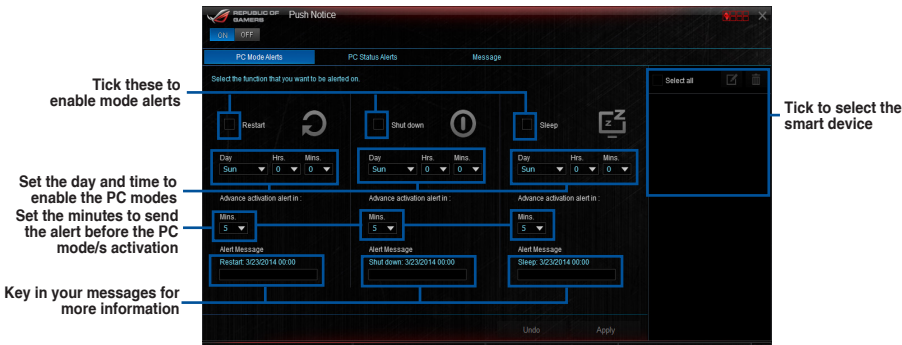 REPUBLIC OF
GAMERS
Push Notice
ON OFF
PC Mode Alerts PC Status Alerts Message
Select the function that you want to be alerted on.
Select all
Tick these to
enable mode alerts
Tick to select the
smart device
Restart Shut down Sleep
Day Hrs. Mins. Day Hrs. Mins. Day Hrs. Mins.
Sun 0 0 Sun 0 0 Sun 0 0
Set the day and time to
enable the PC modes
Advance activation alert in : Advance activation alert in : Advance activation alert in :
Set the minutes to send
the alert before the PC
mode/s activation
Mins. Mins. Mins.
5 5 5
Alert Message Alert Message Alert Message
Restart: 3/23/2014 00:00 Shut down: 3/23/2014 00:00 Sleep: 3/23/2014 00:00
Key in your messages for
more information
Undo Apply